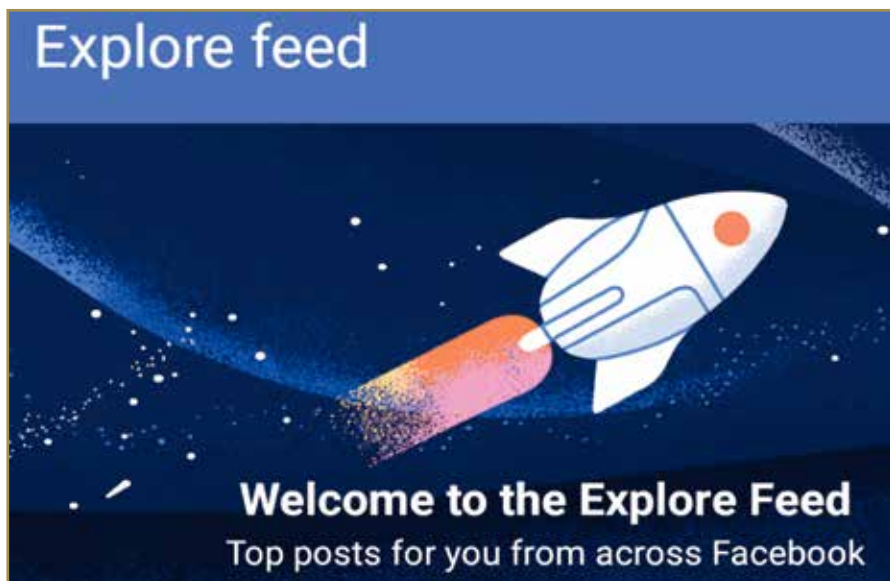 Explore feed
Welcome to the Explore Feed
Top posts for you from across Facebook